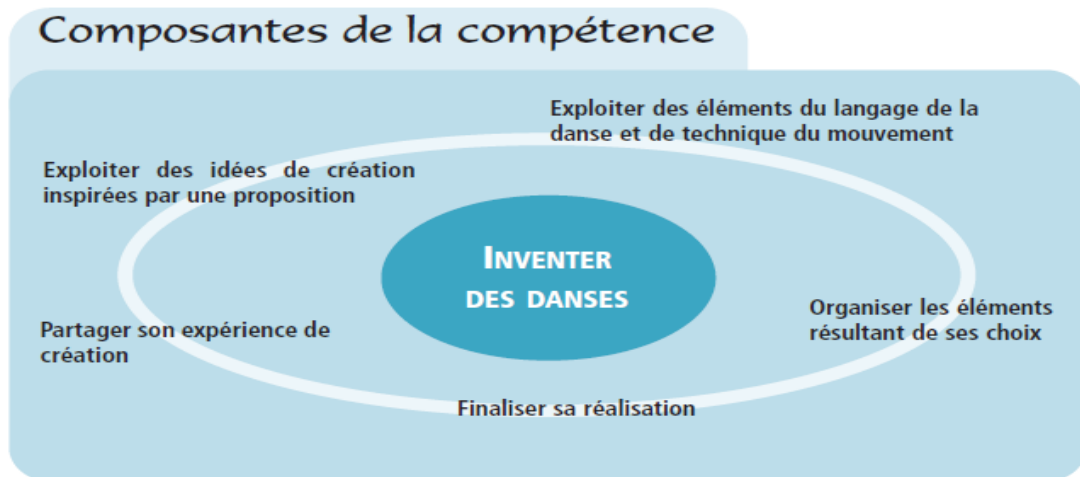 Composantes de la compétence
Exploiter des éléments du langage de la
danse et de technique du mouvement
Exploiter des idées de création
inspirées par une proposition
INVENTER
DES DANSES
Organiser les éléments
résultant de ses choix
Partager son expérience de
création
Finaliser sa réalisation